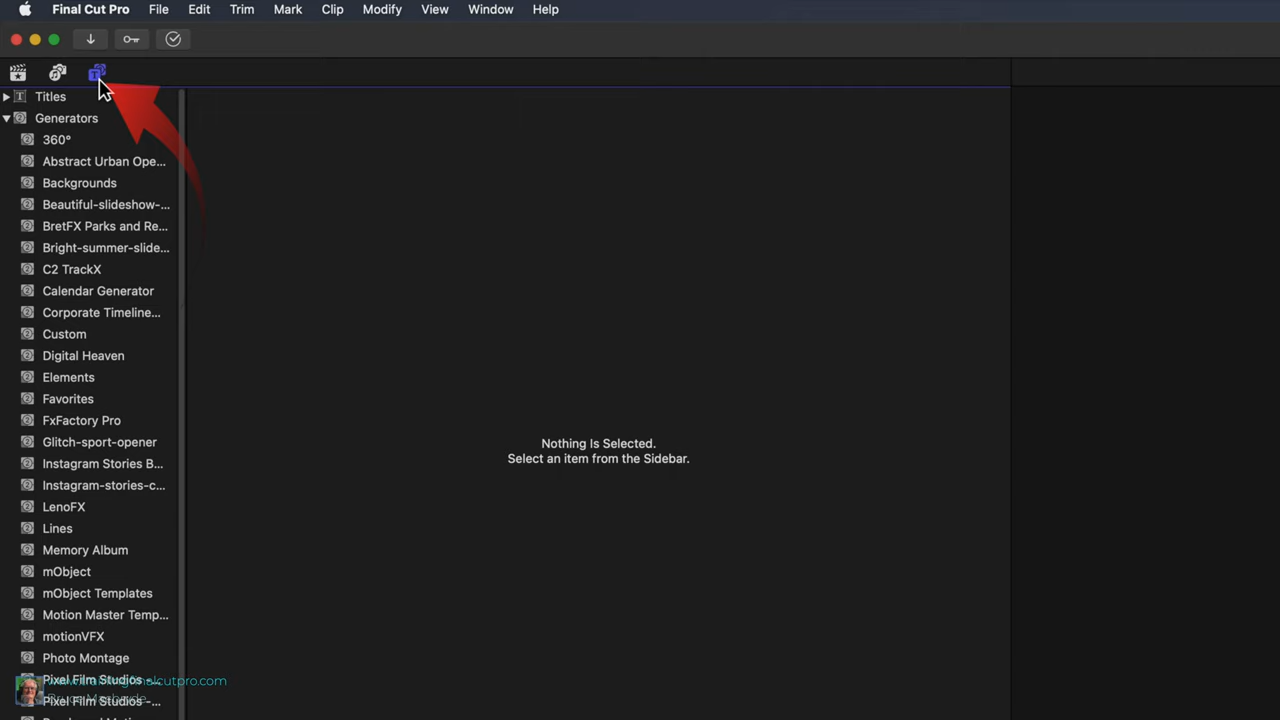 Final Cut Pro File Edit Trim Mark Clip Modify View Window Help
Titles
Generators
360°
Abstract Urban Ope...
Backgrounds
Beautiful-slideshow-...
BretFX Parks and Re...
Bright-summer-slide...
C2 TrackX
Calendar Generator
Corporate Timeline...
Custom
Digital Heaven
Elements
Favorites
FxFactory Pro
Glitch-sport-opener
Instagram Stories B...
Instagram-stories-c...
LenoFX
Lines
Memory Album
mObject
mObject Templates
Motion Master Temp...
motionVFX
Photo Montage
Pixel Film Studios -...
Pixel Film Studios -...
Nothing Is Selected.
Select an item from the Sidebar.